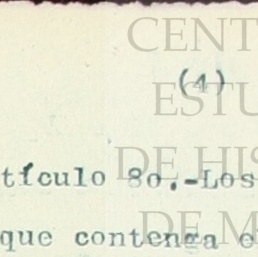 CENT
(4)
ESTU
tículo 8o.-Los
DE HIS
que contenga e
DE M